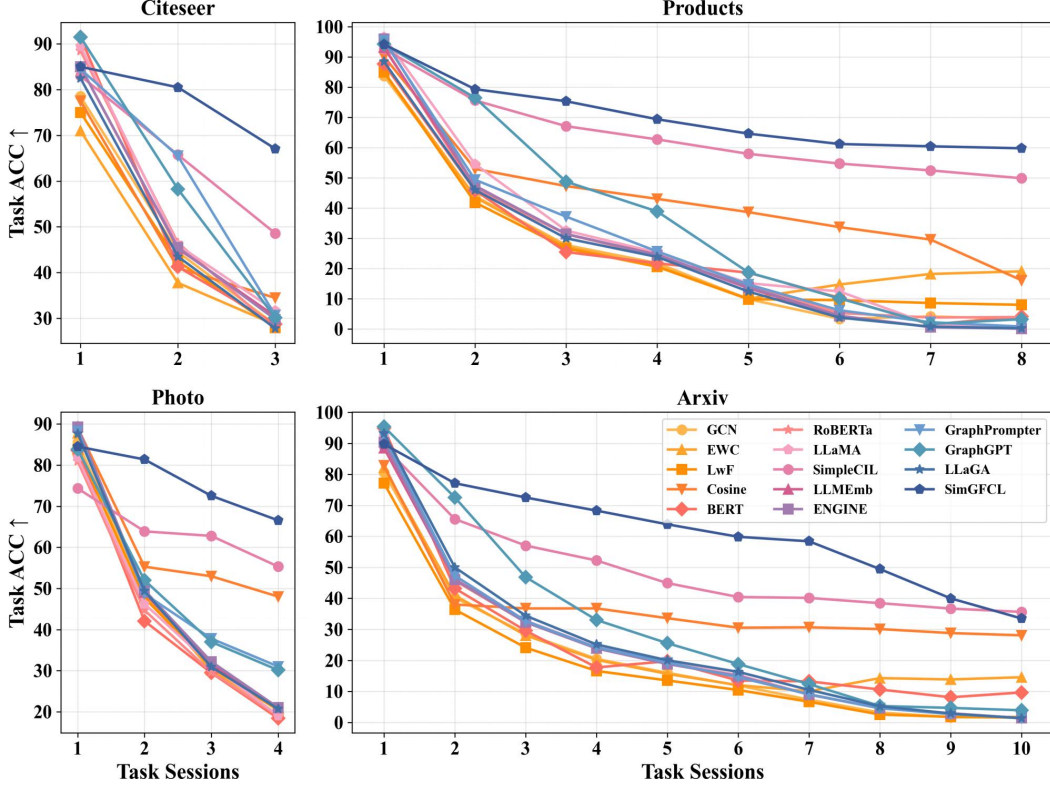 Citeseer
Products
Task ACC ↑
90
80
70
60
50
40
30
1 2 3
100
90
80
70
60
50
40
30
20
10
0
1 2 3 4 5 6 7 8
Photo
Arxiv
Task ACC ↑
90
80
70
60
50
40
30
20
1 2 3 4
Task Sessions
100
90
80
70
60
50
40
30
20
10
0
GCN
EWC
LwF
Cosine
BERT
RoBERTa
LLaMA
SimpleCIL
LLMEmb
ENGINE
GraphPrompter
GraphGPT
LLaGA
SimGFCL
1 2 3 4 5 6 7 8 9 10
Task Sessions